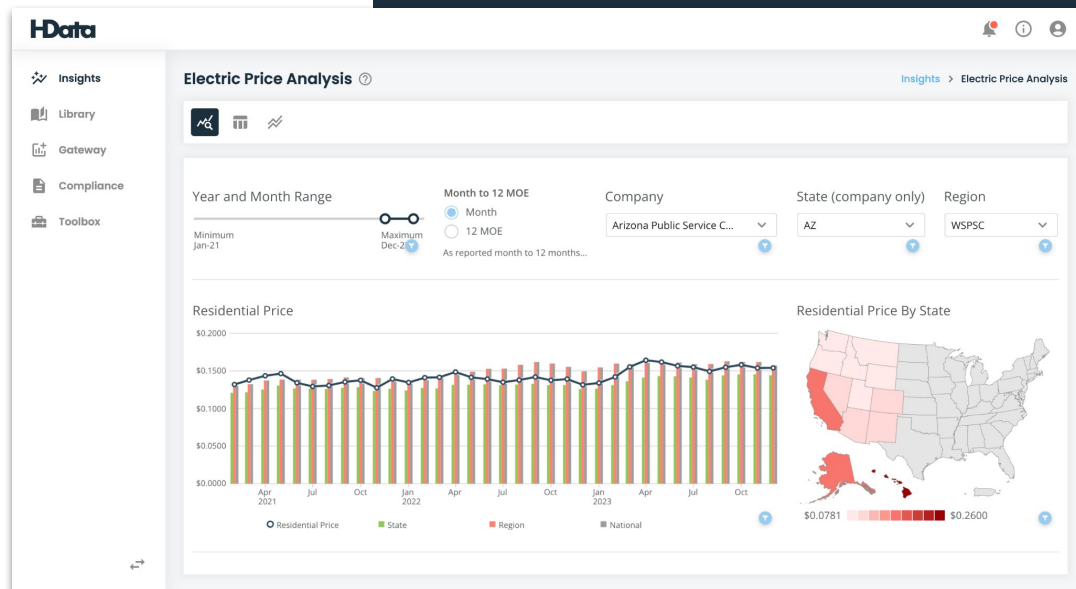 HData
Insights
Library
Gateway
Compliance
Toolbox
Electric Price Analysis
Insights > Electric Price Analysis
Year and Month Range
Minimum
Jan-21
Maximum
Dec-2
Month to 12 MOE
Month
12 MOE
As reported month to 12 months...
Company
Arizona Public Service C...
State (company only)
AZ
Region
WSPSC
Residential Price
$0.2000
$0.1500
$0.1000
$0.0500
$0.0000
Apr
2021
Jul
Oct
Jan
2022
Apr
Jul
Oct
Jan
2023
Apr
Jul
Oct
Residential Price
State
Region
National
Residential Price By State
$0.0781
$0.2600